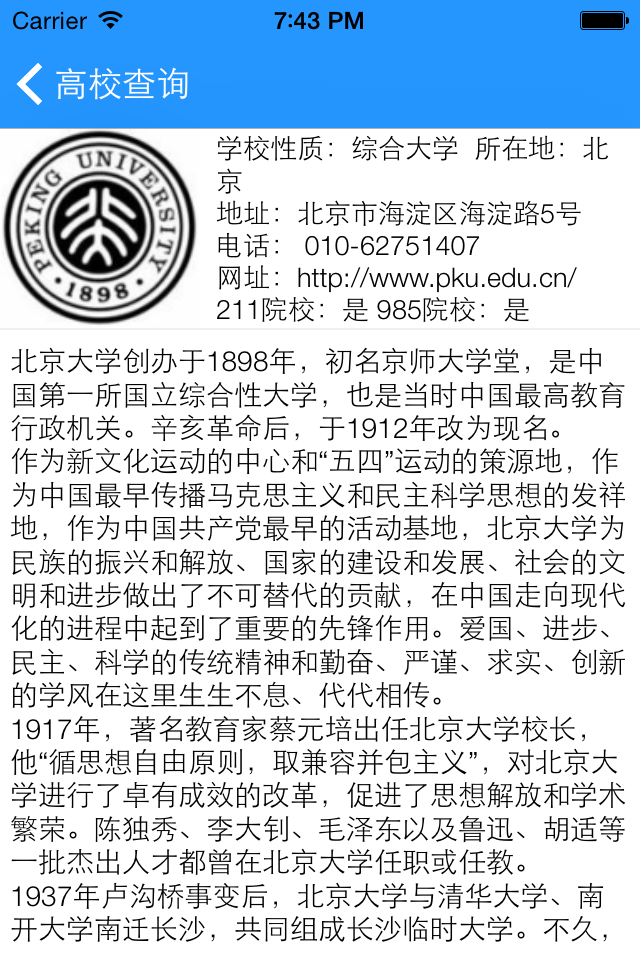 Carrier 7:43 PM
高校查询
PEKING UNIVERSITY
1898
学校性质：综合大学 所在地：北
京
地址：北京市海淀区海淀路5号
电话： 010-62751407
网址：http://www.pku.edu.cn/
211院校：是 985院校：是
北京大学创办于1898年，初名京师大学堂，是中
国第一所国立综合性大学，也是当时中国最高教育
行政机关。辛亥革命后，于1912年改为现名。
作为新文化运动的中心和“五四”运动的策源地，作
为中国最早传播马克思主义和民主科学思想的发祥
地，作为中国共产党最早的活动基地，北京大学为
民族的振兴和解放、国家的建设和发展、社会的文
明和进步做出了不可替代的贡献，在中国走向现代
化的进程中起到了重要的先锋作用。爱国、进步、
民主、科学的传统精神和勤奋、严谨、求实、创新
的学风在这里生生不息、代代相传。
1917年，著名教育家蔡元培出任北京大学校长，
他“循思想自由原则，取兼容并包主义”，对北京大
学进行了卓有成效的改革，促进了思想解放和学术
繁荣。陈独秀、李大钊、毛泽东以及鲁迅、胡适等
一批杰出人才都曾在北京大学任职或任教。
1937年卢沟桥事变后，北京大学与清华大学、南
开大学南迁长沙，共同组成长沙临时大学。不久，